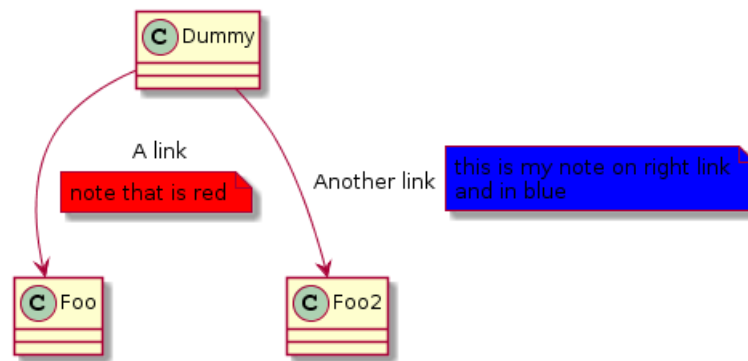 C Dummy
A link
note that is red
Another link
this is my note on right link
and in blue
C Foo
C Foo2